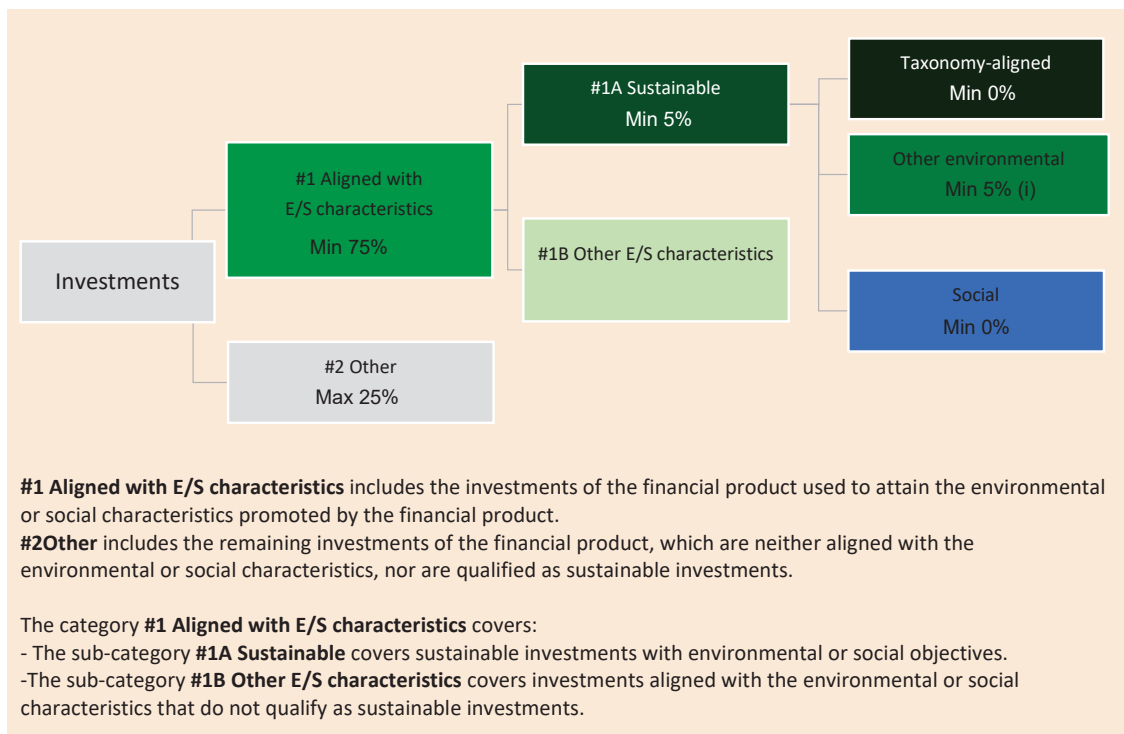 Investments
#1 Aligned with
E/S characteristics
Min 75%
#2 Other
Max 25%
#1A Sustainable
Min 5%
#1B Other E/S characteristics
Taxonomy-aligned
Min 0%
Other environmental
Min 5% (i)
Social
Min 0%
#1 Aligned with E/S characteristics includes the investments of the financial product used to attain the environmental
or social characteristics promoted by the financial product.
#2Other includes the remaining investments of the financial product, which are neither aligned with the
environmental or social characteristics, nor are qualified as sustainable investments.
The category #1 Aligned with E/S characteristics covers:
- The sub-category #1A Sustainable covers sustainable investments with environmental or social objectives.
-The sub-category #1B Other E/S characteristics covers investments aligned with the environmental or social
characteristics that do not qualify as sustainable investments.